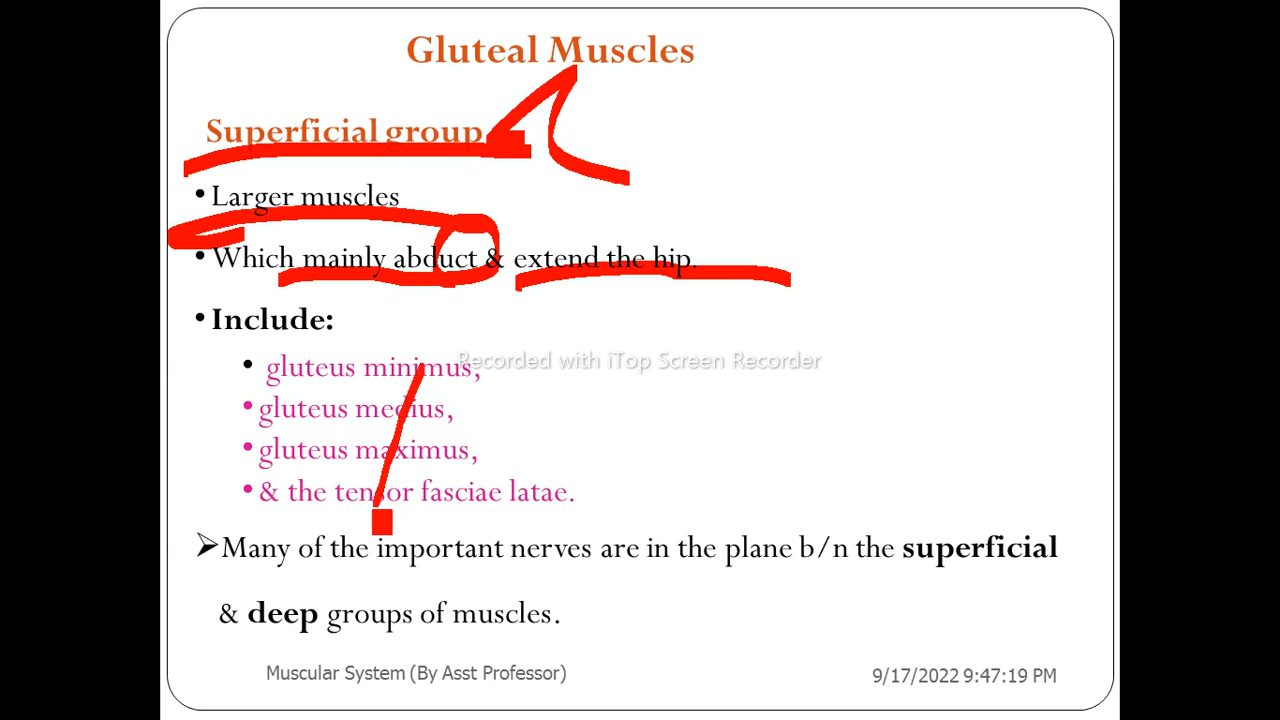 Gluteal Muscles
Superficial group
• Larger muscles
• Which mainly abduct & extend the hip.
• Include:
• gluteus minimus,
Recorded with iTop Screen Recorder
• gluteus medius,
• gluteus maximus,
• & the tensor fasciae latae.
➢Many of the important nerves are in the plane b/n the superficial
& deep groups of muscles.
Muscular System (By Asst Professor)
9/17/2022 9:47:19 PM